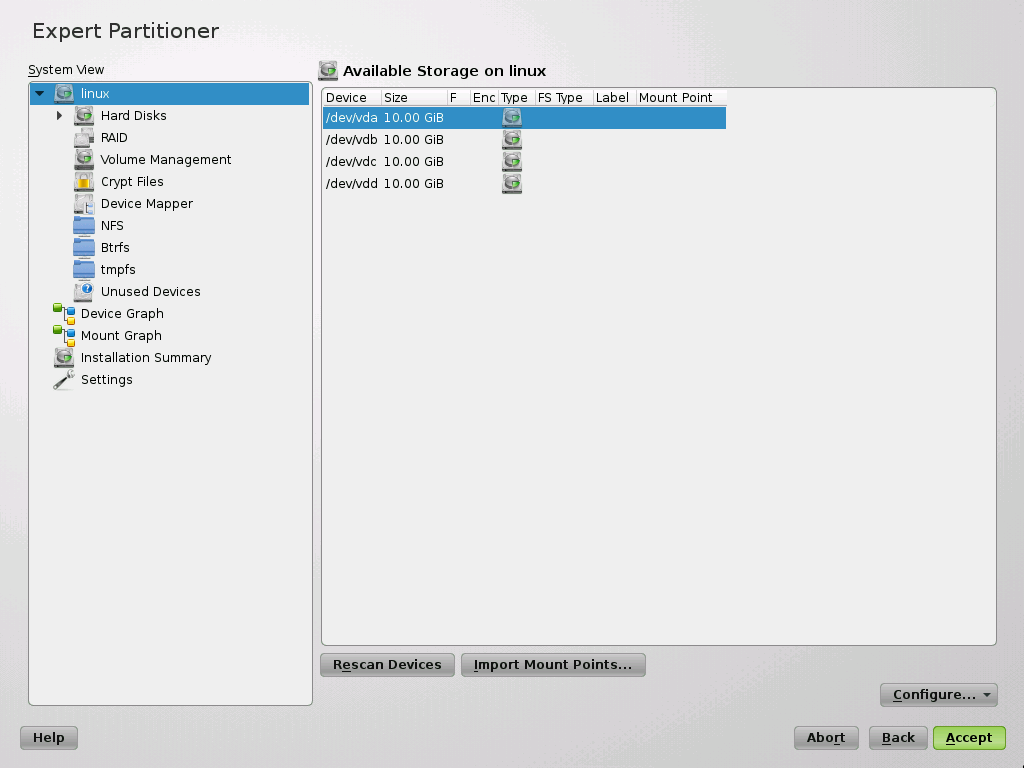 Expert Partitioner
System View
linux
Hard Disks
RAID
Volume Management
Crypt Files
Device Mapper
NFS
Btrfs
tmpfs
Unused Devices
Device Graph
Mount Graph
Installation Summary
Settings
Available Storage on linux
Device Size F Enc Type FS Type Label Mount Point
/dev/vda 10.00 GiB
/dev/vdb 10.00 GiB
/dev/vdc 10.00 GiB
/dev/vdd 10.00 GiB
Rescan Devices Import Mount Points...
Configure...
Help Abort Back Accept